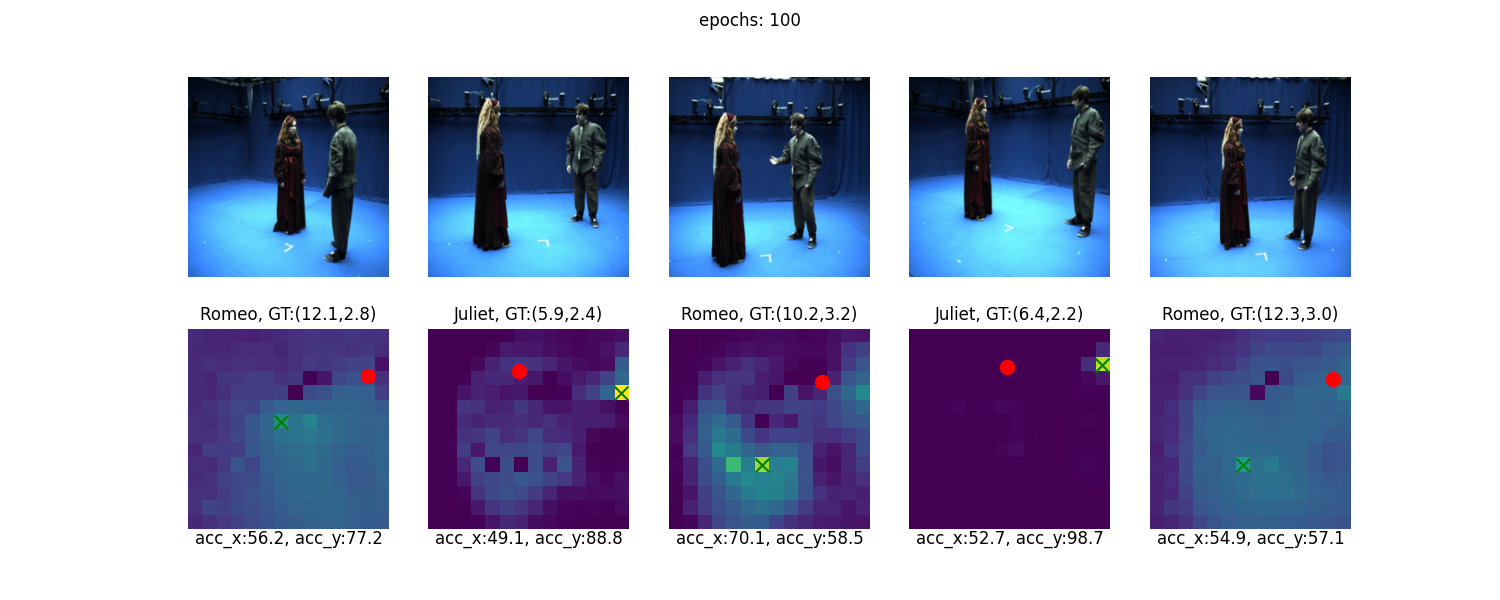 epochs: 100
Romeo, GT:(12.1,2.8)
Juliet, GT:(5.9,2.4)
Romeo, GT:(10.2,3.2)
Juliet, GT:(6.4,2.2)
Romeo, GT:(12.3,3.0)
acc_x:56.2, acc_y:77.2
acc_x:49.1, acc_y:88.8
acc_x:70.1, acc_y:58.5
acc_x:52.7, acc_y:98.7
acc_x:54.9, acc_y:57.1